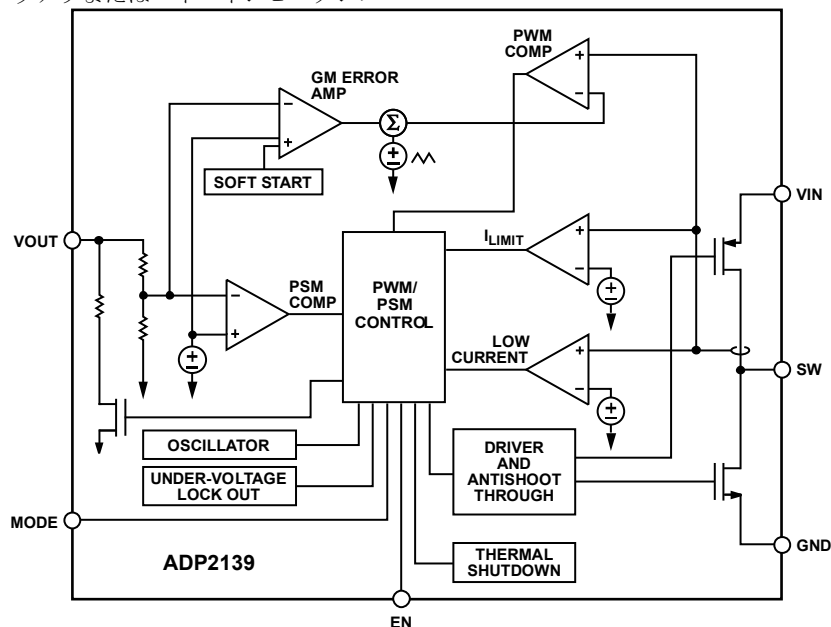 PWM
COMP
GM ERROR
AMP
+
−
−
+
Σ
SOFT START
VIN
VOUT
PSM
COMP
−
+
PWM/
PSM
CONTROL
I LIMIT
+
−
LOW
CURRENT
+
−
SW
OSCILLATOR
UNDER-VOLTAGE
LOCK OUT
DRIVER
AND
ANTISHOOT
THROUGH
MODE
GND
ADP2139
THERMAL
SHUTDOWN
EN